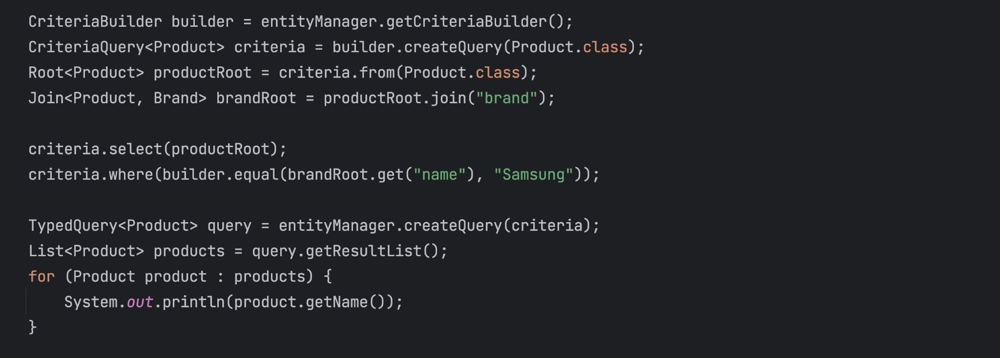 CriteriaBuilder builder = entityManager.getCriteriaBuilder();
CriteriaQuery<Product> criteria = builder.createQuery(Product.class);
Root<Product> productRoot = criteria.from(Product.class);
Join<Product, Brand> brandRoot = productRoot.join("brand");

criteria.select(productRoot);
criteria.where(builder.equal(brandRoot.get("name"), "Samsung"));

TypedQuery<Product> query = entityManager.createQuery(criteria);
List<Product> products = query.getResultList();
for (Product product : products) {
    System.out.println(product.getName());
}